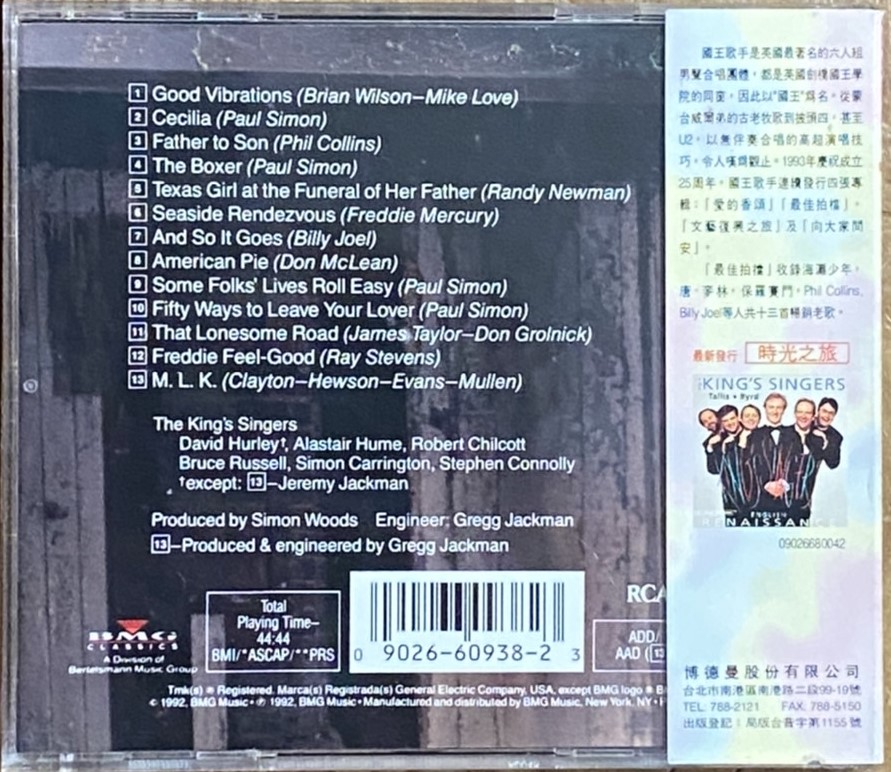 1 Good Vibrations (Brian Wilson–Mike Love)
2 Cecilia (Paul Simon)
3 Father to Son (Phil Collins)
4 The Boxer (Paul Simon)
5 Texas Girl at the Funeral of Her Father (Randy Newman)
6 Seaside Rendezvous (Freddie Mercury)
7 And So It Goes (Billy Joel)
8 American Pie (Don McLean)
9 Some Folks' Lives Roll Easy (Paul Simon)
10 Fifty Ways to Leave Your Lover (Paul Simon)
11 That Lonesome Road (James Taylor–Don Grolnick)
12 Freddie Feel-Good (Ray Stevens)
13 M. L. K. (Clayton–Hewson–Evans–Mullen)
The King's Singers
David Hurley†, Alastair Hume, Robert Chilcott
Bruce Russell, Simon Carrington, Stephen Connolly
†except: 13–Jeremy Jackman
Produced by Simon Woods Engineer: Gregg Jackman
13–Produced & engineered by Gregg Jackman
BMG
CLASSICS
A Division of
Bertelsmann Music Group
Total
Playing Time–
44:44
BMI/*ASCAP/**PRS
0 9026-60938-2 3
RCA
ADD/
AAD (13
Tmk(s) ® Registered. Marca(s) Registrada(s) General Electric Company, USA, except BMG logo ® B
© 1992, BMG Music • ℗ 1992, BMG Music • Manufactured and distributed by BMG Music, New York, NY •
國王歌手是英國最著名的六人組
男聲合唱團體，都是英國劍橋國王學
院的同窗，因此以"國王"爲名。從蒙
台威爾第的古老牧歌到披頭四，甚至
U2，以無伴奏合唱的高超演唱技
巧，令人嘆爲觀止。1993年慶祝成立
25周年，國王歌手連續發行四張專
輯：「愛的香頌」「最佳拍檔」，
「文藝復興之旅」及「向大家問
安」。
「最佳拍檔」收錄海灘少年，
唐．麥林，保羅賽門，Phil Collins,
Billy Joel等人共十三首暢銷老歌。
最新發行 時光之旅
KING'S SINGERS
Tallis • Byrd
ENGLISH
RENAISSANCE
09026680042
博德曼股份有限公司
台北市南港區南港路二段99-19號
TEL: 788-2121 FAX: 788-5150
出版登記：局版台音字第1155號